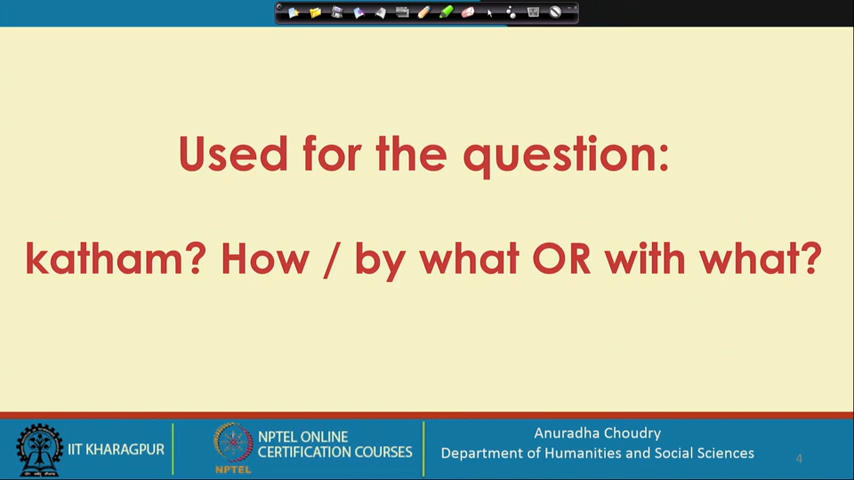 Used for the question:
katham? How / by what OR with what?
IIT KHARAGPUR
NPTEL
NPTEL ONLINE
CERTIFICATION COURSES
Anuradha Choudry
Department of Humanities and Social Sciences
4